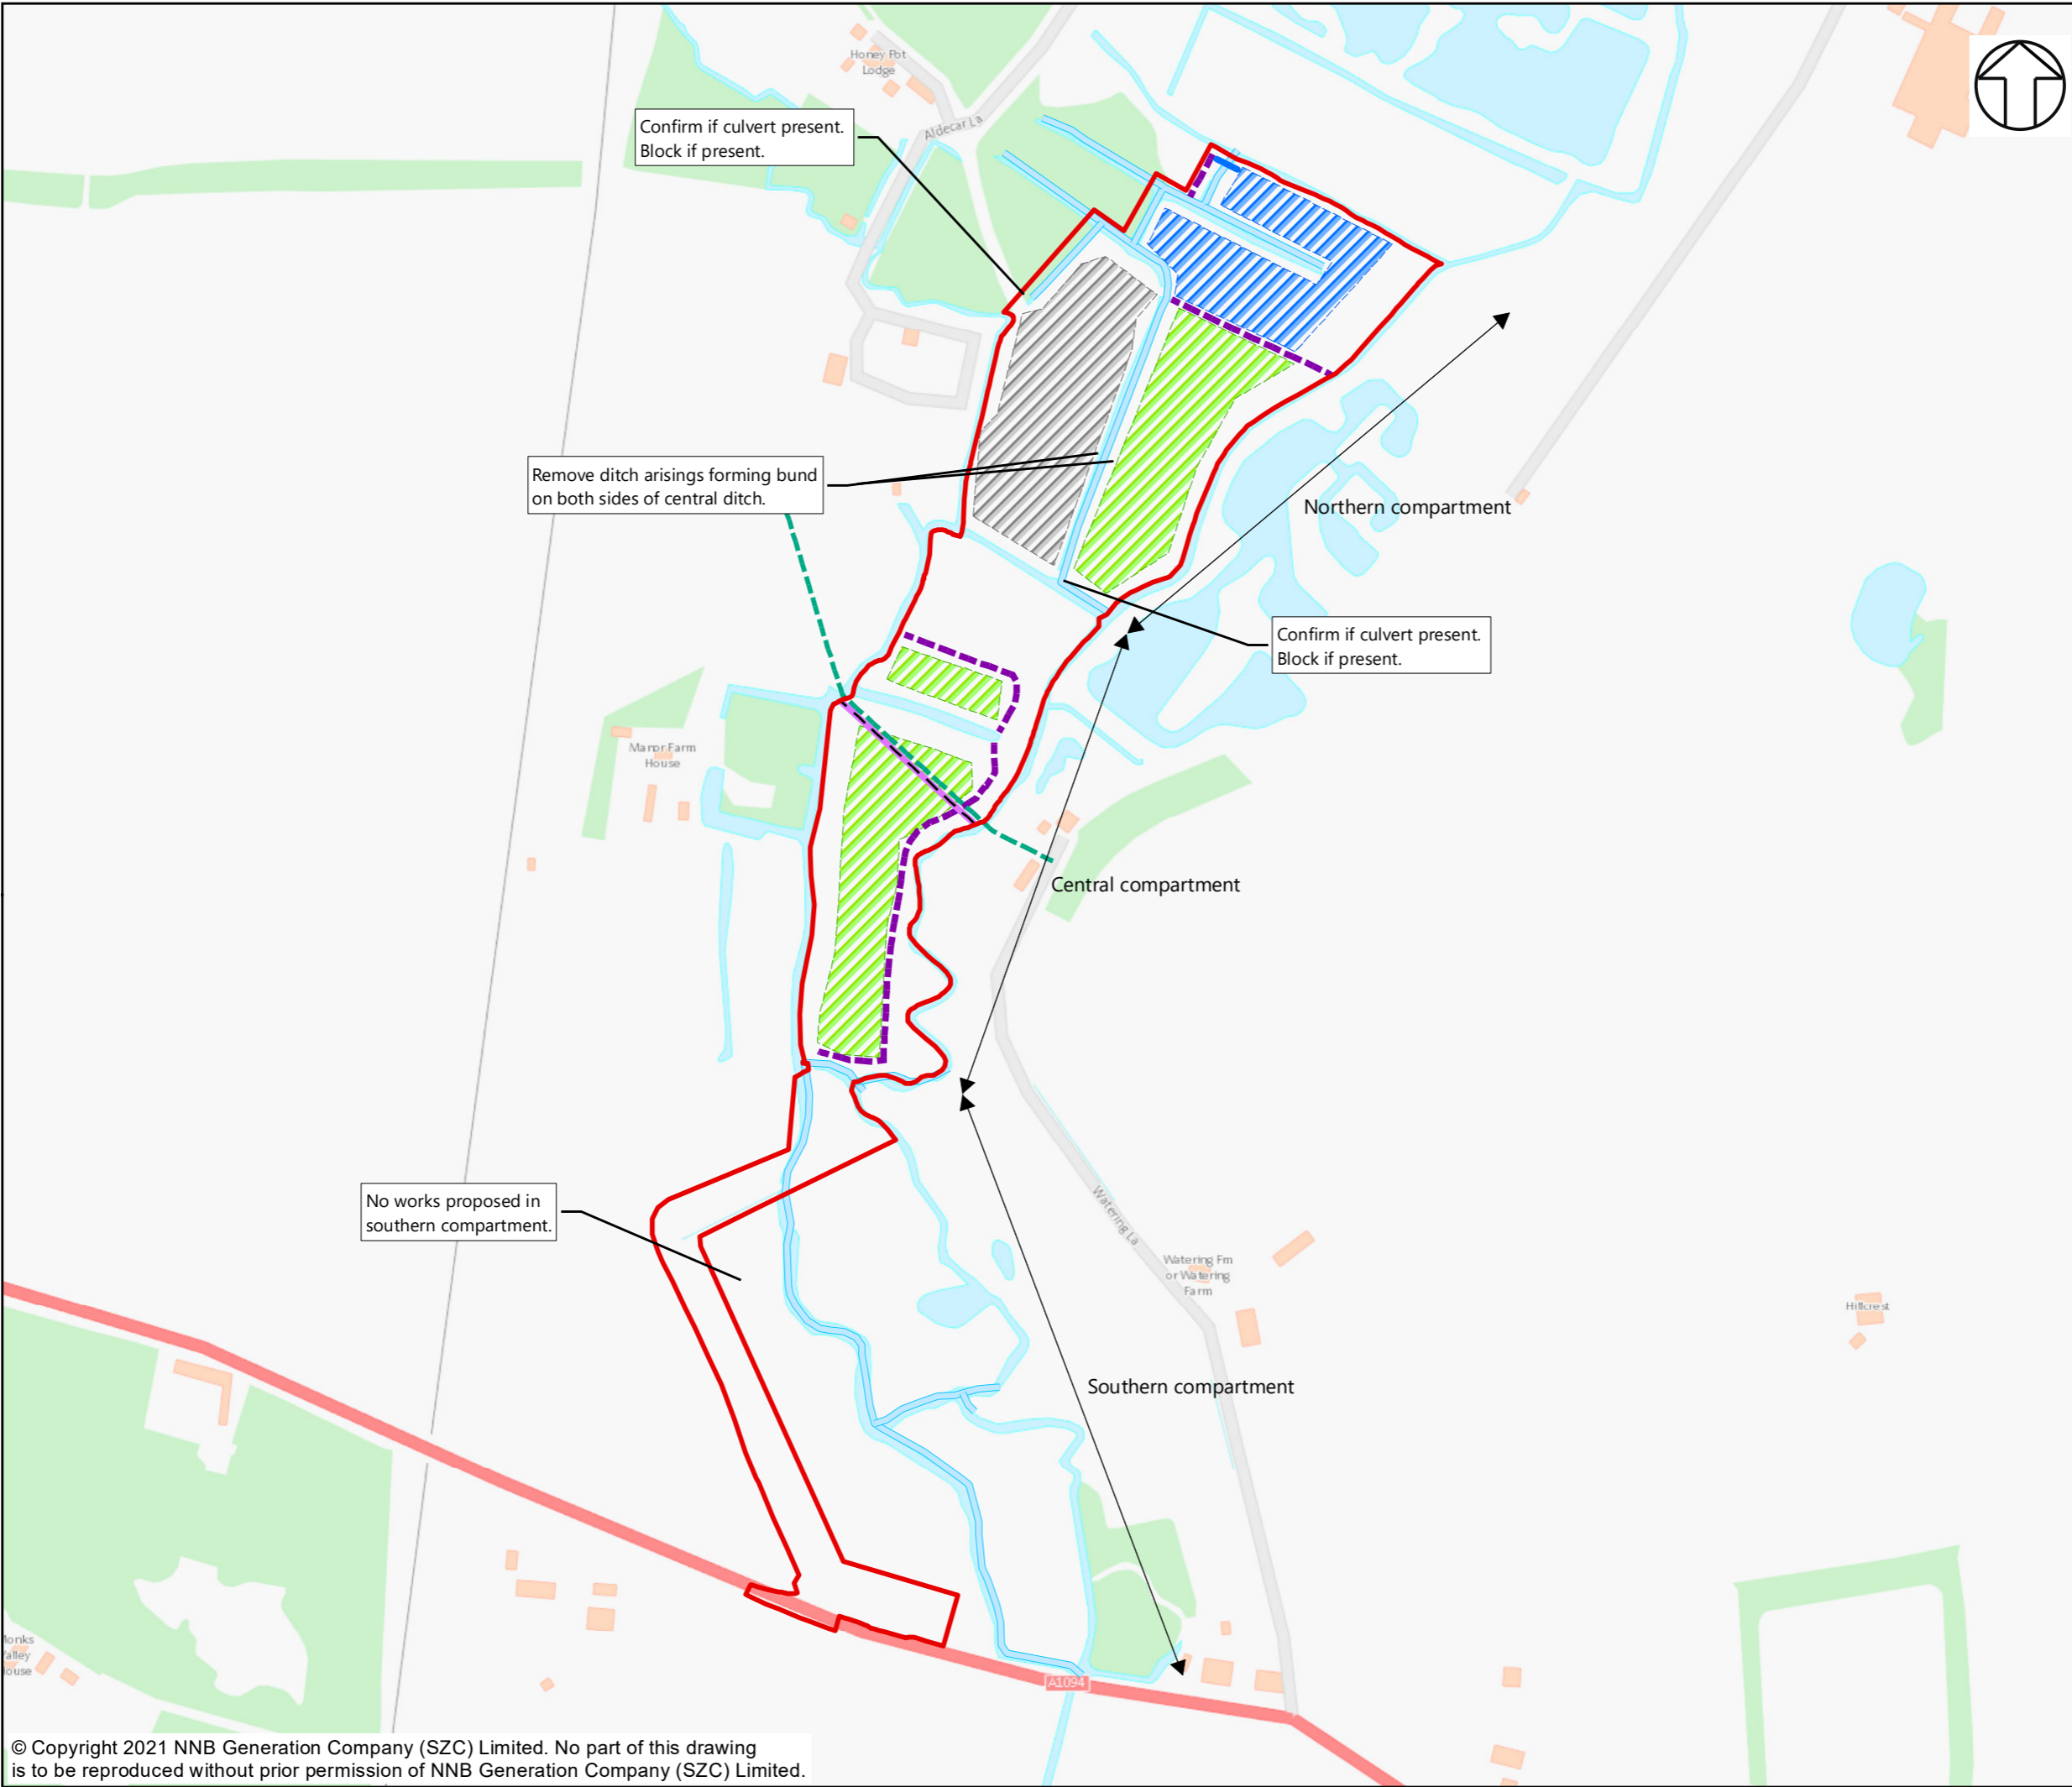 Honey Pot
Lodge
Confirm if culvert present.
Block if present.
Aldecar La
Remove ditch arisings forming bund
on both sides of central ditch.
Northern compartment
Confirm if culvert present.
Block if present.
Manor Farm
House
Central compartment
No works proposed in
southern compartment.
Watering La
Watering Fm
or Watering
Farm
Hillcrest
Southern compartment
Monks
Valley
House
A1094
© Copyright 2021 NNB Generation Company (SZC) Limited. No part of this drawing
is to be reproduced without prior permission of NNB Generation Company (SZC) Limited.